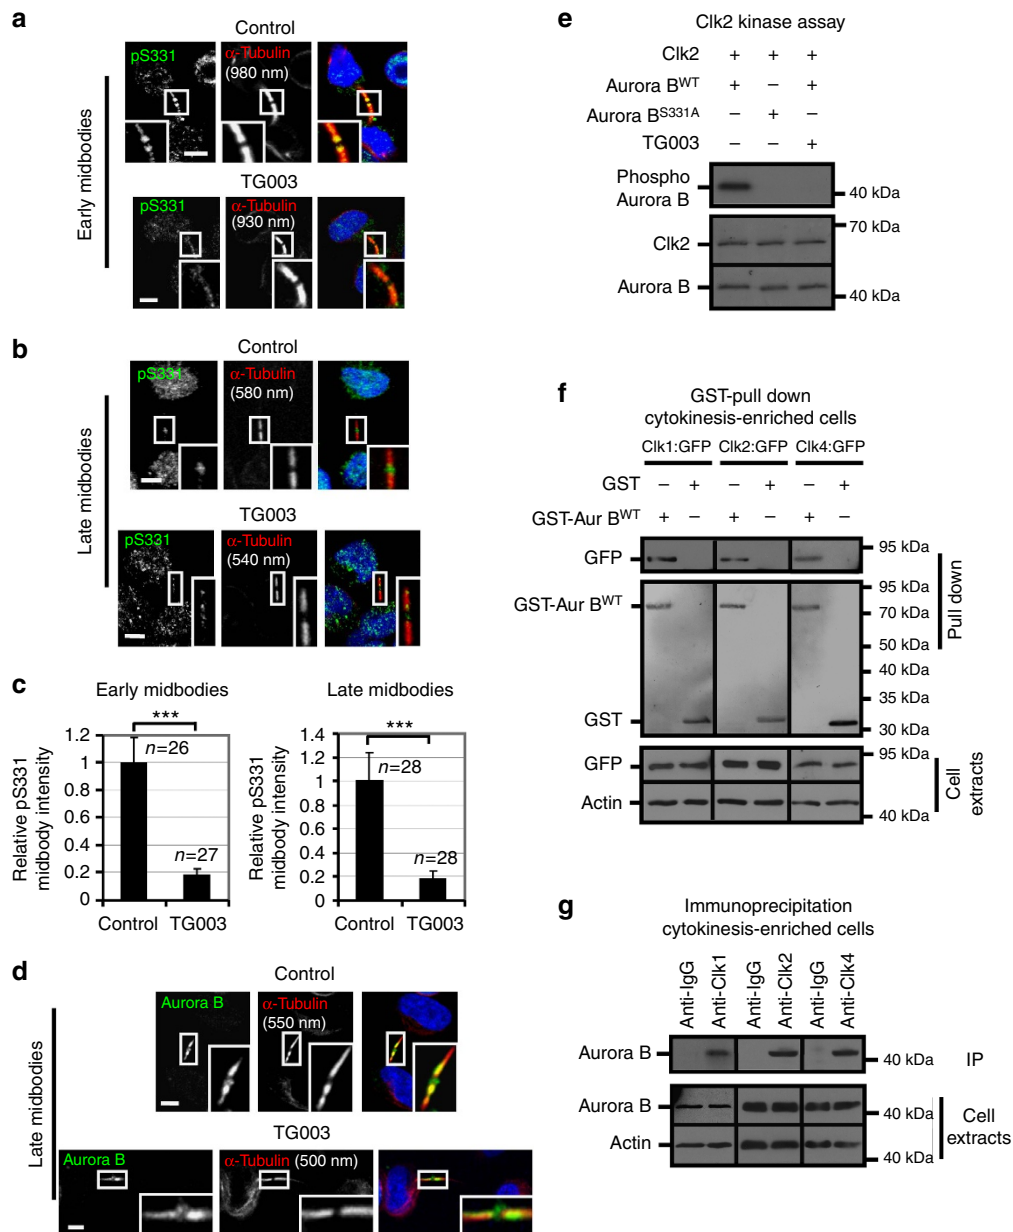 a
Control
pS331
α-Tubulin
(980 nm)
Early midbodies
TG003
pS331
α-Tubulin
(930 nm)
b
Control
pS331
α-Tubulin
(580 nm)
Late midbodies
TG003
pS331
α-Tubulin
(540 nm)
c
Early midbodies
***
Relative pS331
midbody intensity
1.2
1
0.8
0.6
0.4
0.2
0
n=26
n=27
Control TG003
Late midbodies
***
Relative pS331
midbody intensity
1.4
1.2
1
0.8
0.6
0.4
0.2
0
n=28
n=28
Control TG003
d
Control
Aurora B
α-Tubulin
(550 nm)
Late midbodies
TG003
Aurora B
α-Tubulin (500 nm)
e
Clk2 kinase assay
Clk2 + + +
Aurora B^WT + – +
Aurora B^S331A – + –
TG003 – – +
Phospho
Aurora B
40 kDa
70 kDa
Clk2
Aurora B
40 kDa
f
GST-pull down
cytokinesis-enriched cells
Clk1:GFP Clk2:GFP Clk4:GFP
GST – + – + – +
GST-Aur B^WT + – + – + –
GFP
95 kDa
70 kDa
GST-Aur B^WT
95 kDa
70 kDa
50 kDa
40 kDa
35 kDa
30 kDa
GST
Pull down
GFP
95 kDa
Actin
40 kDa
Cell
extracts
g
Immunoprecipitation
cytokinesis-enriched cells
Anti-IgG
Anti-Clk1
Anti-IgG
Anti-Clk2
Anti-IgG
Anti-Clk4
Aurora B
40 kDa
IP
Aurora B
40 kDa
Actin
40 kDa
Cell
extracts